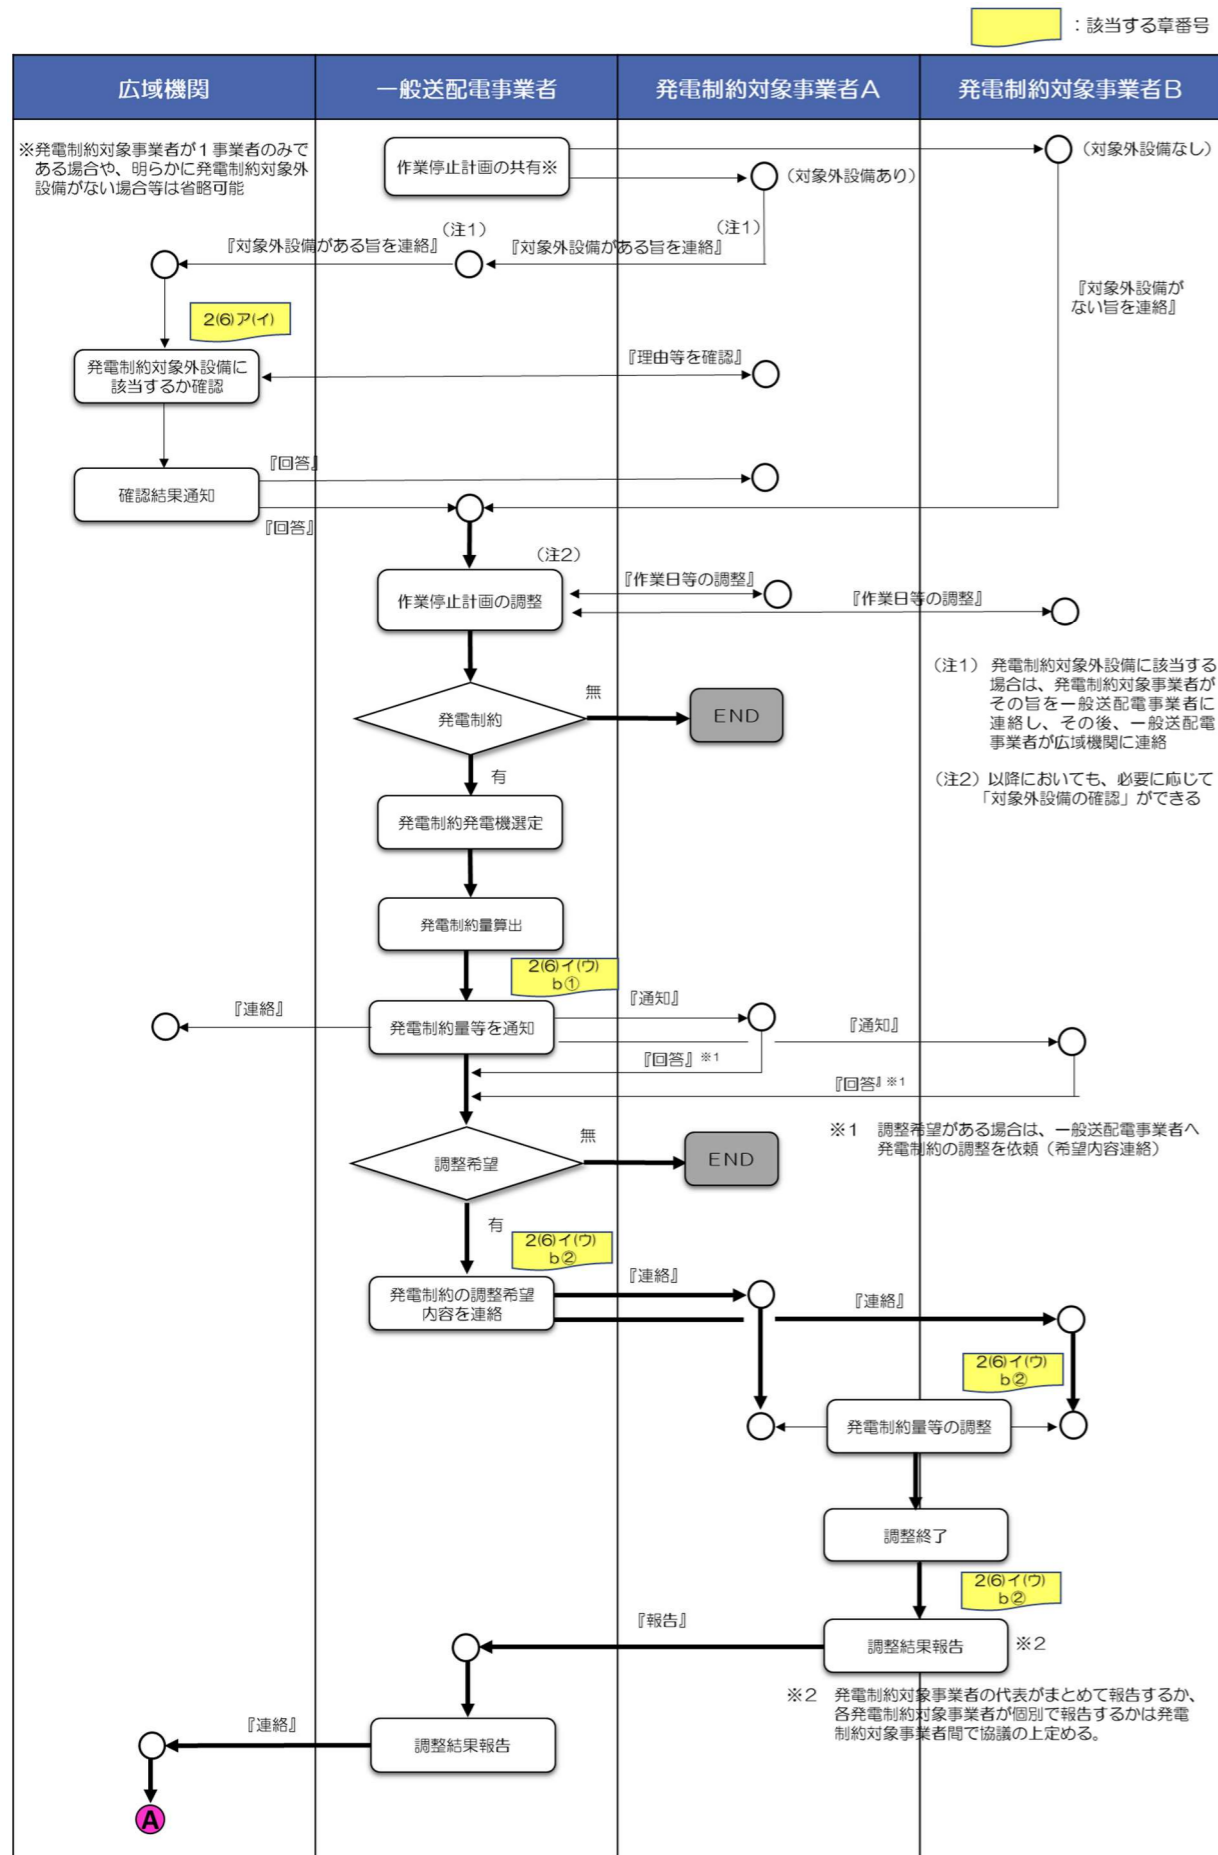 ：該当する章番号
広域機関
一般送配電事業者
発電制約対象事業者A
発電制約対象事業者B
※発電制約対象事業者が１事業者のみで
ある場合や、明らかに発電制約対象外
設備がない場合等は省略可能
作業停止計画の共有※
（対象外設備なし）
（対象外設備あり）
（注1）
（注1）
『対象外設備がある旨を連絡』
『対象外設備がある旨を連絡』
『対象外設備が
ない旨を連絡』
2(6)ア(イ)
発電制約対象外設備に
該当するか確認
『理由等を確認』
『回答』
確認結果通知
『回答』
（注2）
作業停止計画の調整
『作業日等の調整』
『作業日等の調整』
（注1） 発電制約対象外設備に該当する
場合は、発電制約対象事業者が
その旨を一般送配電事業者に
連絡し、その後、一般送配電
事業者が広域機関に連絡
（注2）以降においても、必要に応じて
「対象外設備の確認」ができる
発電制約
無
END
有
発電制約発電機選定
発電制約量算出
2(6)イ(ウ)
b①
『連絡』
発電制約量等を通知
『通知』
『通知』
『回答』※1
『回答』※1
※1 調整希望がある場合は、一般送配電事業者へ
発電制約の調整を依頼（希望内容連絡）
調整希望
無
END
有
2(6)イ(ウ)
b②
発電制約の調整希望
内容を連絡
『連絡』
『連絡』
2(6)イ(ウ)
b②
発電制約量等の調整
調整終了
2(6)イ(ウ)
b②
『報告』
調整結果報告
※2
※2 発電制約対象事業者の代表がまとめて報告するか、
各発電制約対象事業者が個別で報告するかは発電
制約対象事業者間で協議の上定める。
『連絡』
調整結果報告
A